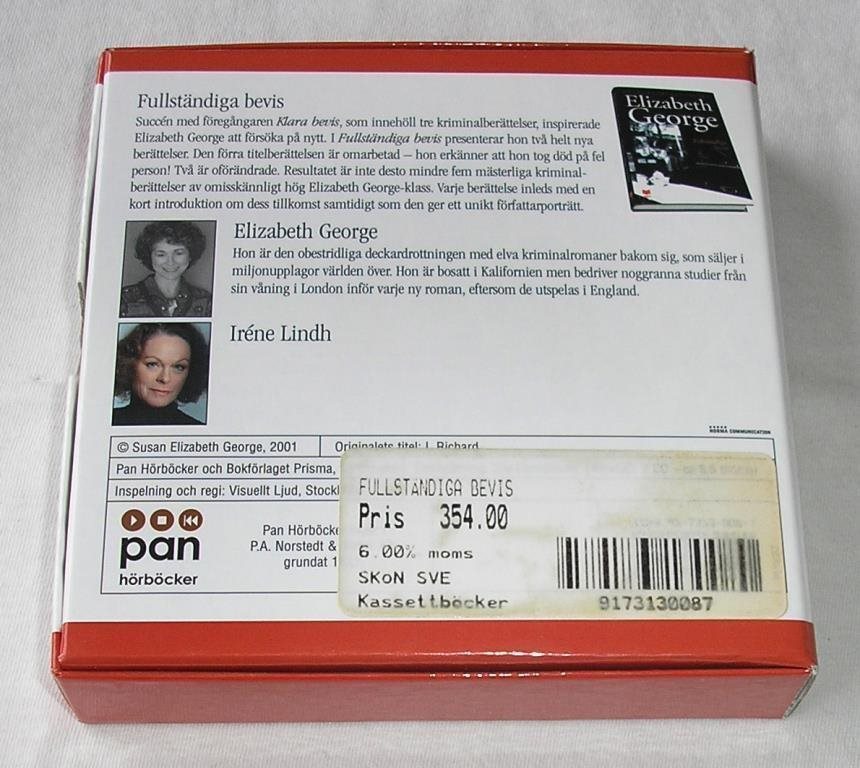 Fullständiga bevis
Succén med föregångaren Klara bevis, som innehöll tre kriminalberättelser, inspirerade
Elizabeth George att försöka på nytt. I Fullständiga bevis presenterar hon två helt nya
berättelser. Den förra titelberättelsen är omarbetad – hon erkänner att hon tog död på fel
person! Två är oförändrade. Resultatet är inte desto mindre fem mästerliga kriminal-
berättelser av omisskännligt hög Elizabeth George-klass. Varje berättelse inleds med en
kort introduktion om dess tillkomst samtidigt som den ger ett unikt författarporträtt.
Elizabeth
George
Elizabeth George
Hon är den obestridliga deckardrottningen med elva kriminalromaner bakom sig, som säljer i
miljonupplagor världen över. Hon är bosatt i Kalifornien men bedriver noggranna studier från
sin våning i London inför varje ny roman, eftersom de utspelas i England.
Iréne Lindh
NORMA COMMUNICATION
© Susan Elizabeth George, 2001
Originalets titel: I, Richard
Pan Hörböcker och Bokförlaget Prisma,
Inspelning och regi: Visuellt Ljud,
pan
hörböcker
Pan
P.A. Norstedt &
grundat
FULLSTÄNDIGA BEVIS
Pris 354.00
6.00% moms
SKöN SVE
Kassettböcker
9173130087